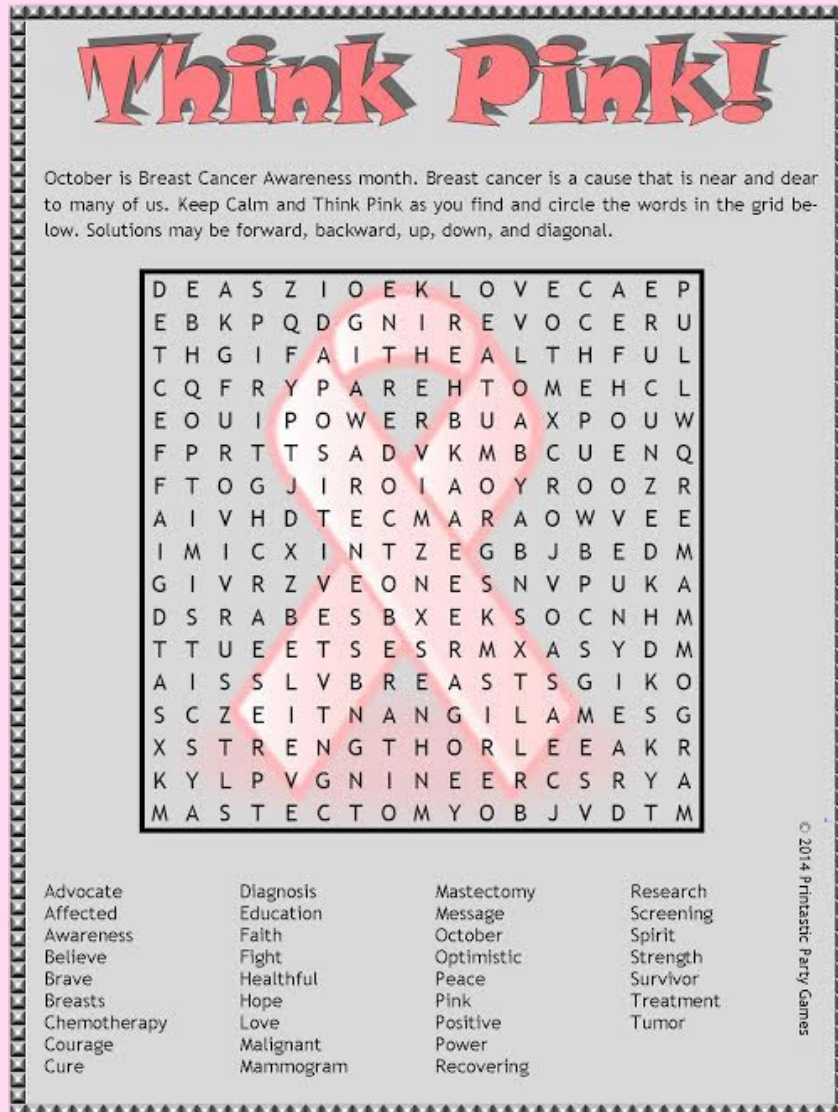 Think Pink!
October is Breast Cancer Awareness month. Breast cancer is a cause that is near and dear
to many of us. Keep Calm and Think Pink as you find and circle the words in the grid be-
low. Solutions may be forward, backward, up, down, and diagonal.
D E A S Z I O E K L O V E C A E P
E B K P Q D G N I R E V O C E R U
T H G I F A I T H E A L T H F U L
C Q F R Y P A R E H T O M E H C L
E O U I P O W E R B U A X P O U W
F P R T T S A D V K M B C U E N Q
F T O G J I R O I A O Y R O O Z R
A I V H D T E C M A R A O W V E E
I M I C X I N T Z E G B J B E D M
G I V R Z V E O N E S N V P U K A
D S R A B E S B X E K S O C N H M
T T U E E T S E S R M X A S Y D M
A I S S L V B R E A S T S G I K O
S C Z E I T N A N G I L A M E S G
X S T R E N G T H O R L E E A K R
K Y L P V G N I N E E R C S R Y A
M A S T E C T O M Y O B J V D T M
Advocate
Affected
Awareness
Believe
Brave
Breasts
Chemotherapy
Courage
Cure
Diagnosis
Education
Faith
Fight
Healthful
Hope
Love
Malignant
Mammogram
Mastectomy
Message
October
Optimistic
Peace
Pink
Positive
Power
Recovering
Research
Screening
Spirit
Strength
Survivor
Treatment
Tumor
© 2014 Printastic Party Games